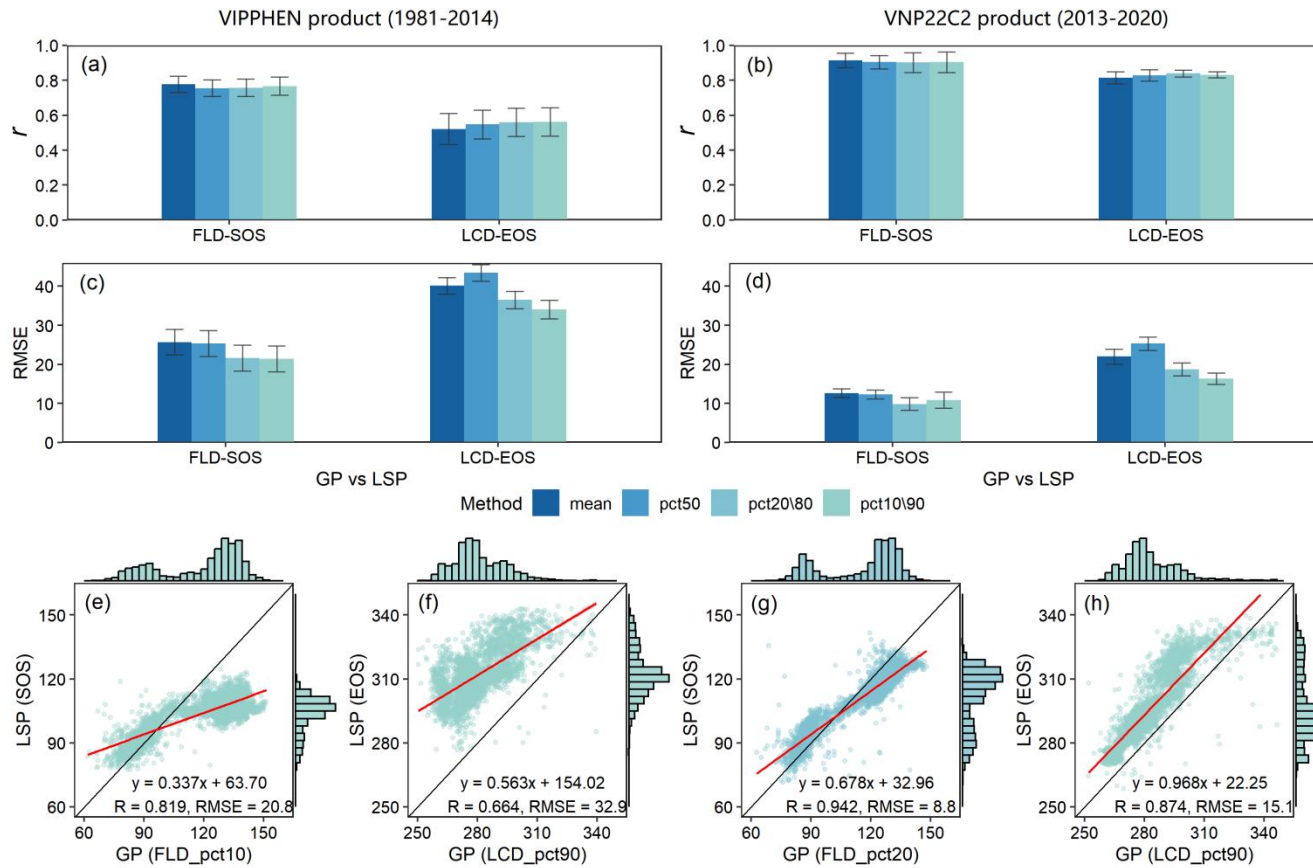 VIPPHEN product (1981-2014)
VNP22C2 product (2013-2020)
(a)
r
1.0
0.8
0.6
0.4
0.2
0.0
FLD-SOS
LCD-EOS
(b)
r
1.0
0.8
0.6
0.4
0.2
0.0
FLD-SOS
LCD-EOS
(c)
RMSE
40
30
20
10
0
FLD-SOS
LCD-EOS
GP vs LSP
(d)
RMSE
40
30
20
10
0
FLD-SOS
LCD-EOS
GP vs LSP
Method mean pct50 pct20\80 pct10\90
(e)
LSP (SOS)
150
120
90
60
y = 0.337x + 63.70
R = 0.819, RMSE = 20.8
60 90 120 150
GP (FLD_pct10)
(f)
LSP (EOS)
340
310
280
250
y = 0.563x + 154.02
R = 0.664, RMSE = 32.9
250 280 310 340
GP (LCD_pct90)
(g)
LSP (SOS)
150
120
90
60
y = 0.678x + 32.96
R = 0.942, RMSE = 8.8
60 90 120 150
GP (FLD_pct20)
(h)
LSP (EOS)
340
310
280
250
y = 0.968x + 22.25
R = 0.874, RMSE = 15.1
250 280 310 340
GP (LCD_pct90)